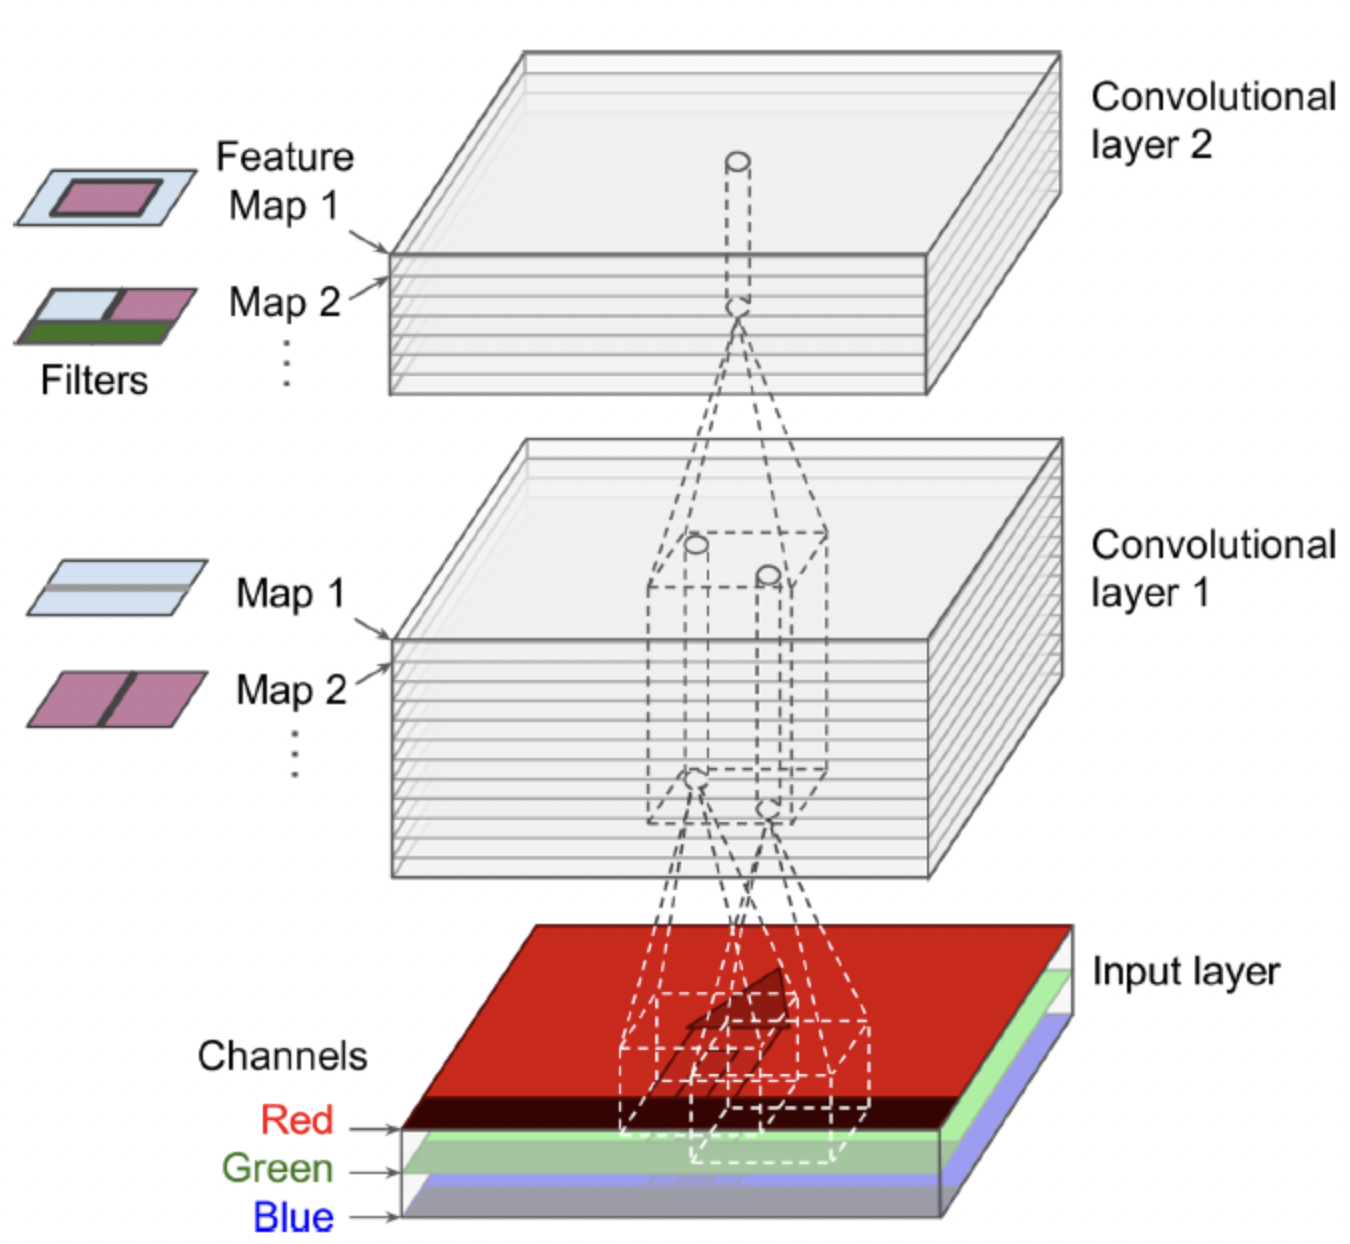 Convolutional
layer 2
Feature
Map 1
Map 2
Filters
Convolutional
layer 1
Map 1
Map 2
Input layer
Channels
Red
Green
Blue